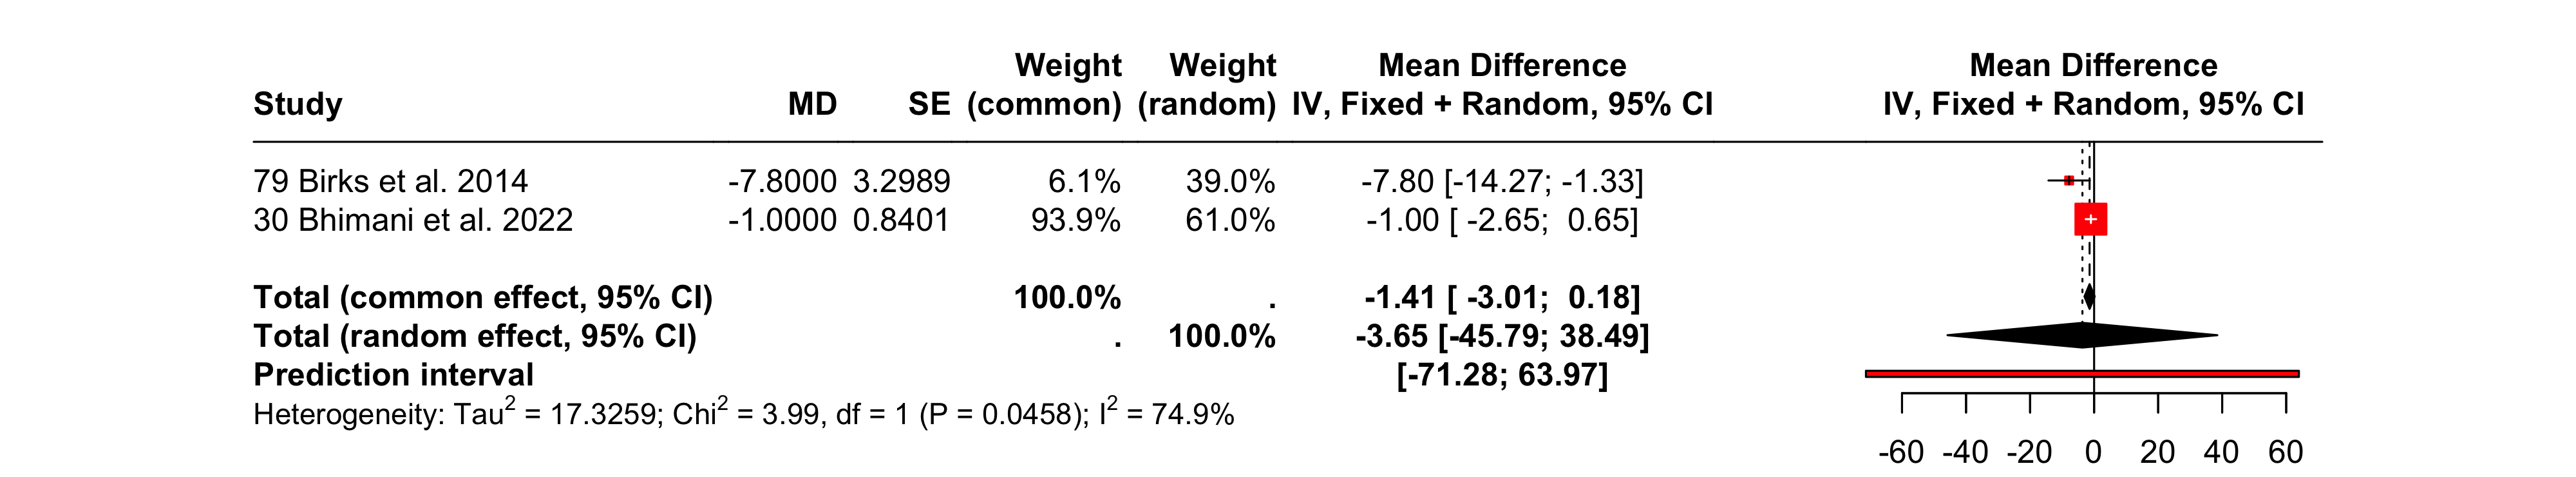 Weight Weight Mean Difference Mean Difference
Study MD SE (common) (random) IV, Fixed + Random, 95% CI IV, Fixed + Random, 95% CI
79 Birks et al. 2014 -7.8000 3.2989 6.1% 39.0% -7.80 [-14.27; -1.33]
30 Bhimani et al. 2022 -1.0000 0.8401 93.9% 61.0% -1.00 [ -2.65; 0.65]
Total (common effect, 95% CI) 100.0% . -1.41 [ -3.01; 0.18]
Total (random effect, 95% CI) . 100.0% -3.65 [-45.79; 38.49]
Prediction interval [-71.28; 63.97]
Heterogeneity: Tau² = 17.3259; Chi² = 3.99, df = 1 (P = 0.0458); I² = 74.9%
-60 -40 -20 0 20 40 60